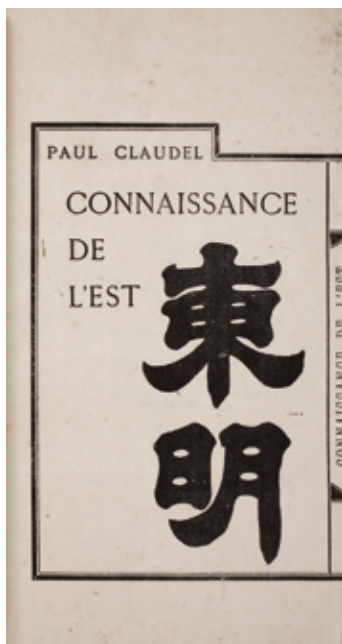 PAUL CLAUDEL
CONNAISSANCE
DE
L'EST
東
明
CONNAISSANCE DE L'EST